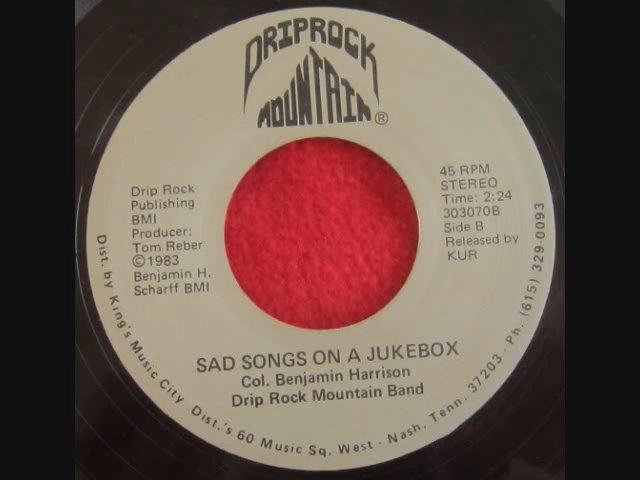 DRIPROCK
MOUNTAIN®
Drip Rock
Publishing
BMI
Producer:
Tom Reber
©1983
Benjamin H.
Scharff BMI
45 RPM
STEREO
Time: 2:24
303070B
Side B
Released by
KUR
SAD SONGS ON A JUKEBOX
Col. Benjamin Harrison
Drip Rock Mountain Band
Dist. by King's Music City Dist.'s 60 Music Sq. West - Nash. Tenn. 37203 - Ph. (615) 329-0093